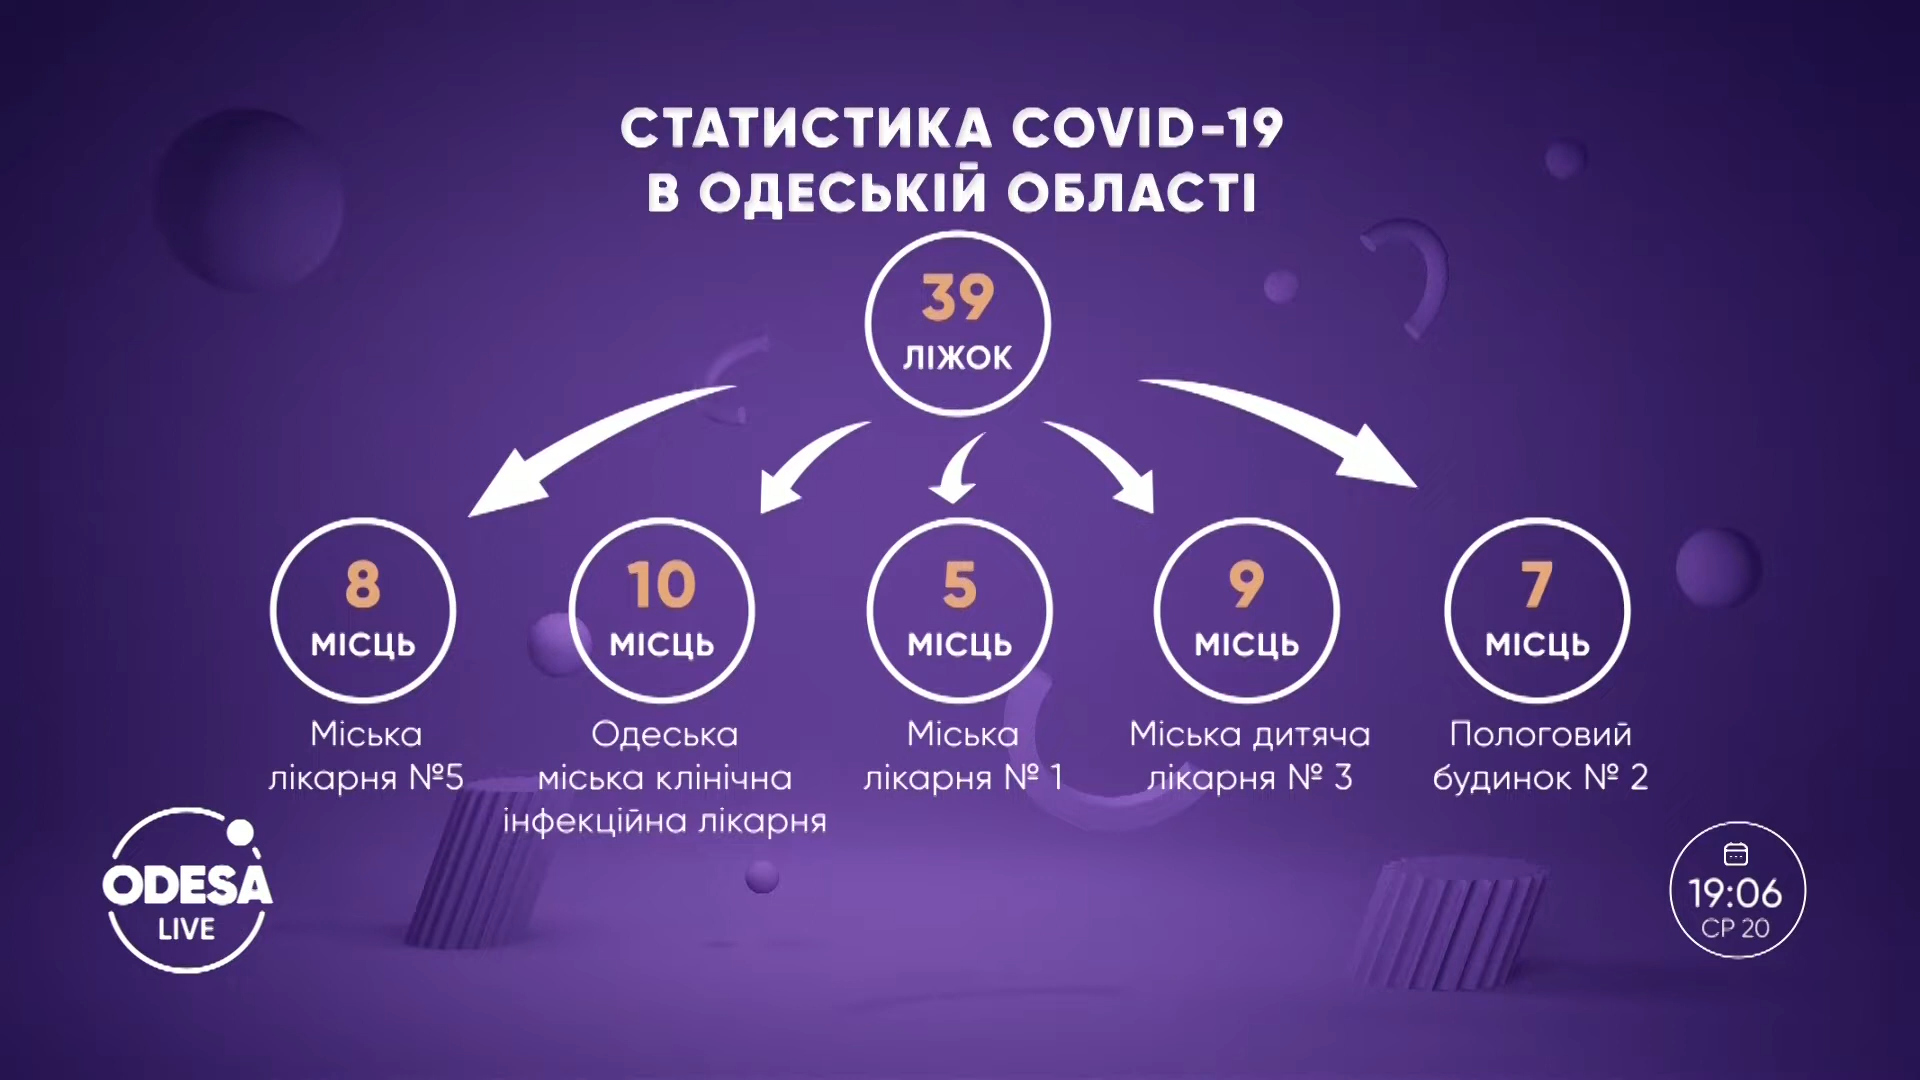 СТАТИСТИКА COVID-19
В ОДЕСЬКІЙ ОБЛАСТІ
39
ЛІЖОК
8
МІСЦЬ
Міська
лікарня №5
10
МІСЦЬ
Одеська
міська клінічна
інфекційна лікарня
5
МІСЦЬ
Міська
лікарня № 1
9
МІСЦЬ
Міська дитяча
лікарня № 3
7
МІСЦЬ
Пологовий
будинок № 2
ODESA
LIVE
19:06
СР 20